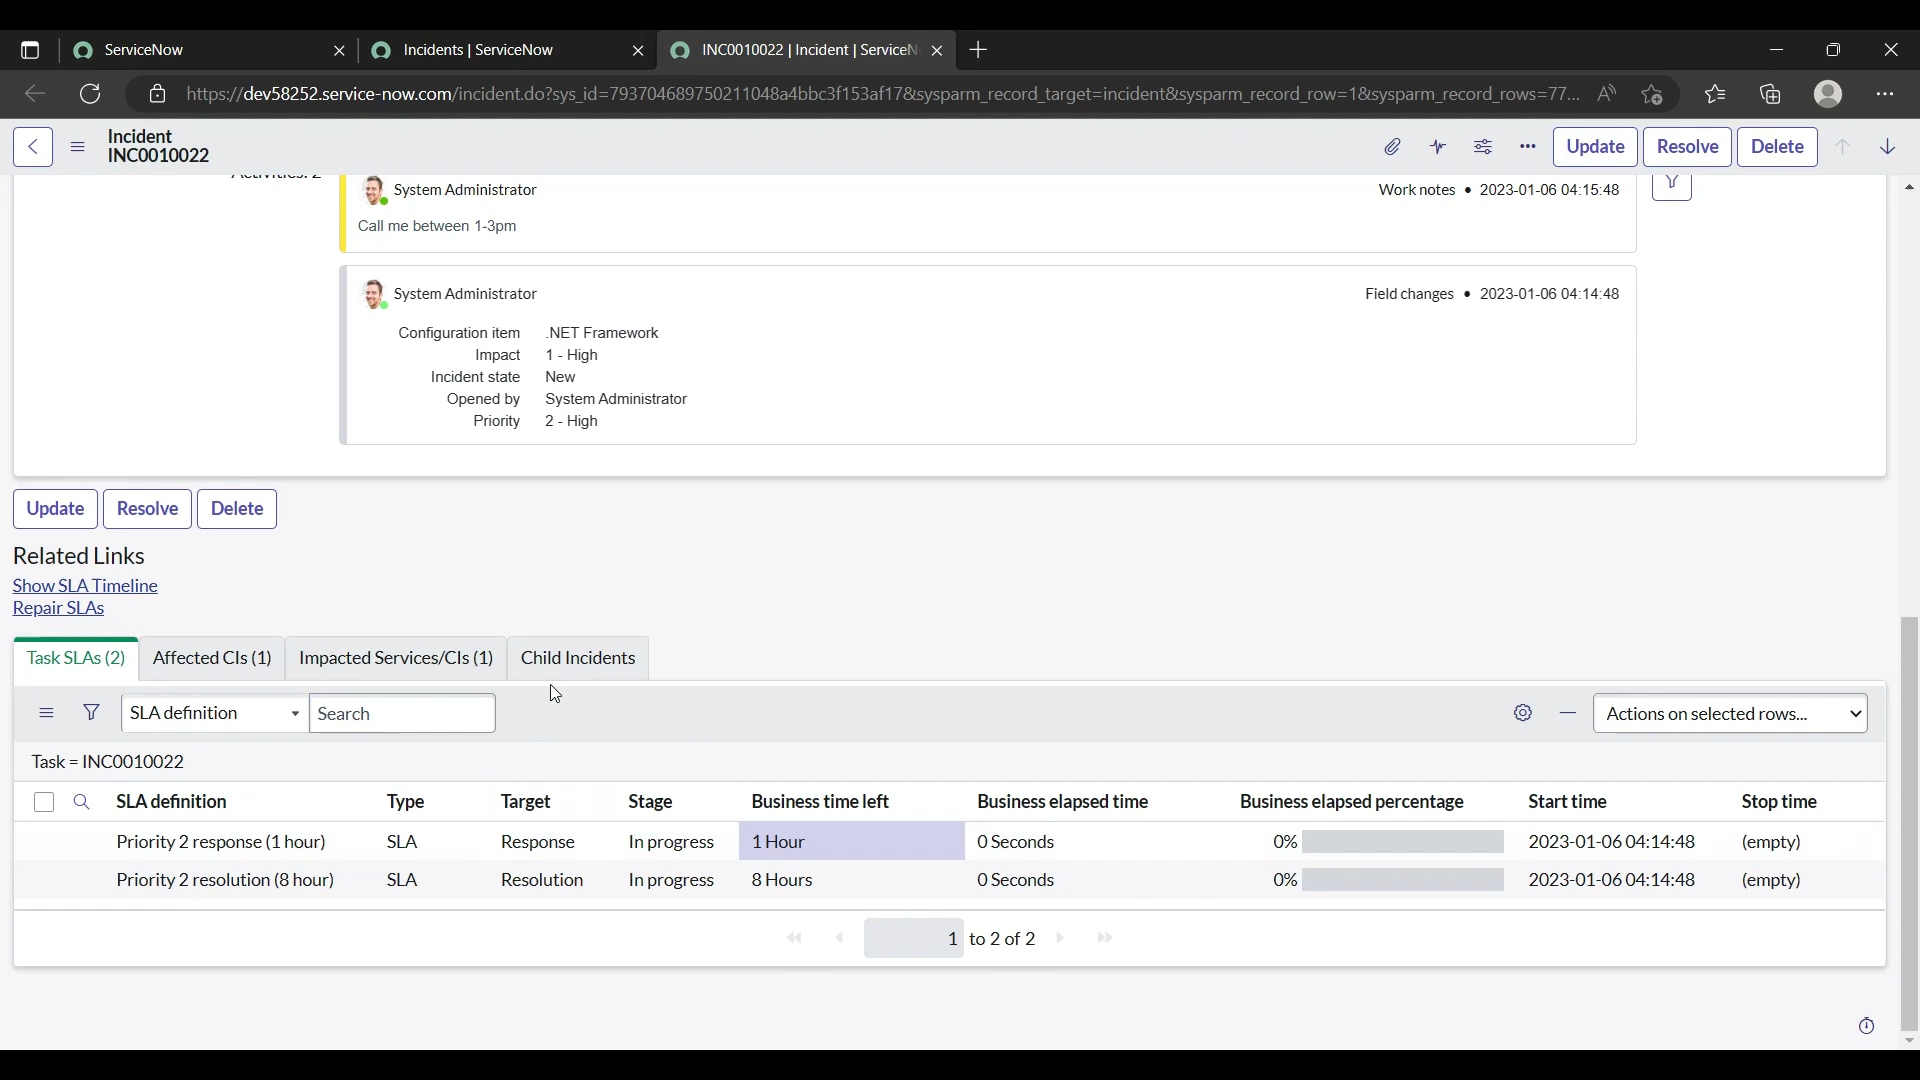 ServiceNow
Incidents | ServiceNow
INC0010022 | Incident | ServiceN
https://dev58252.service-now.com/incident.do?sys_id=793704689750211048a4bbc3f153af17&sysparm_record_target=incident&sysparm_record_row=1&sysparm_record_rows=77...
Incident
INC0010022
Update Resolve Delete
Activities: 2
System Administrator Work notes • 2023-01-06 04:15:48
Call me between 1-3pm
System Administrator Field changes • 2023-01-06 04:14:48
Configuration item .NET Framework
Impact 1 - High
Incident state New
Opened by System Administrator
Priority 2 - High
Update Resolve Delete
Related Links
Show SLA Timeline
Repair SLAs
Task SLAs (2) Affected CIs (1) Impacted Services/CIs (1) Child Incidents
SLA definition Search Actions on selected rows...
Task = INC0010022
SLA definition Type Target Stage Business time left Business elapsed time Business elapsed percentage Start time Stop time
Priority 2 response (1 hour) SLA Response In progress 1 Hour 0 Seconds 0% 2023-01-06 04:14:48 (empty)
Priority 2 resolution (8 hour) SLA Resolution In progress 8 Hours 0 Seconds 0% 2023-01-06 04:14:48 (empty)
1 to 2 of 2